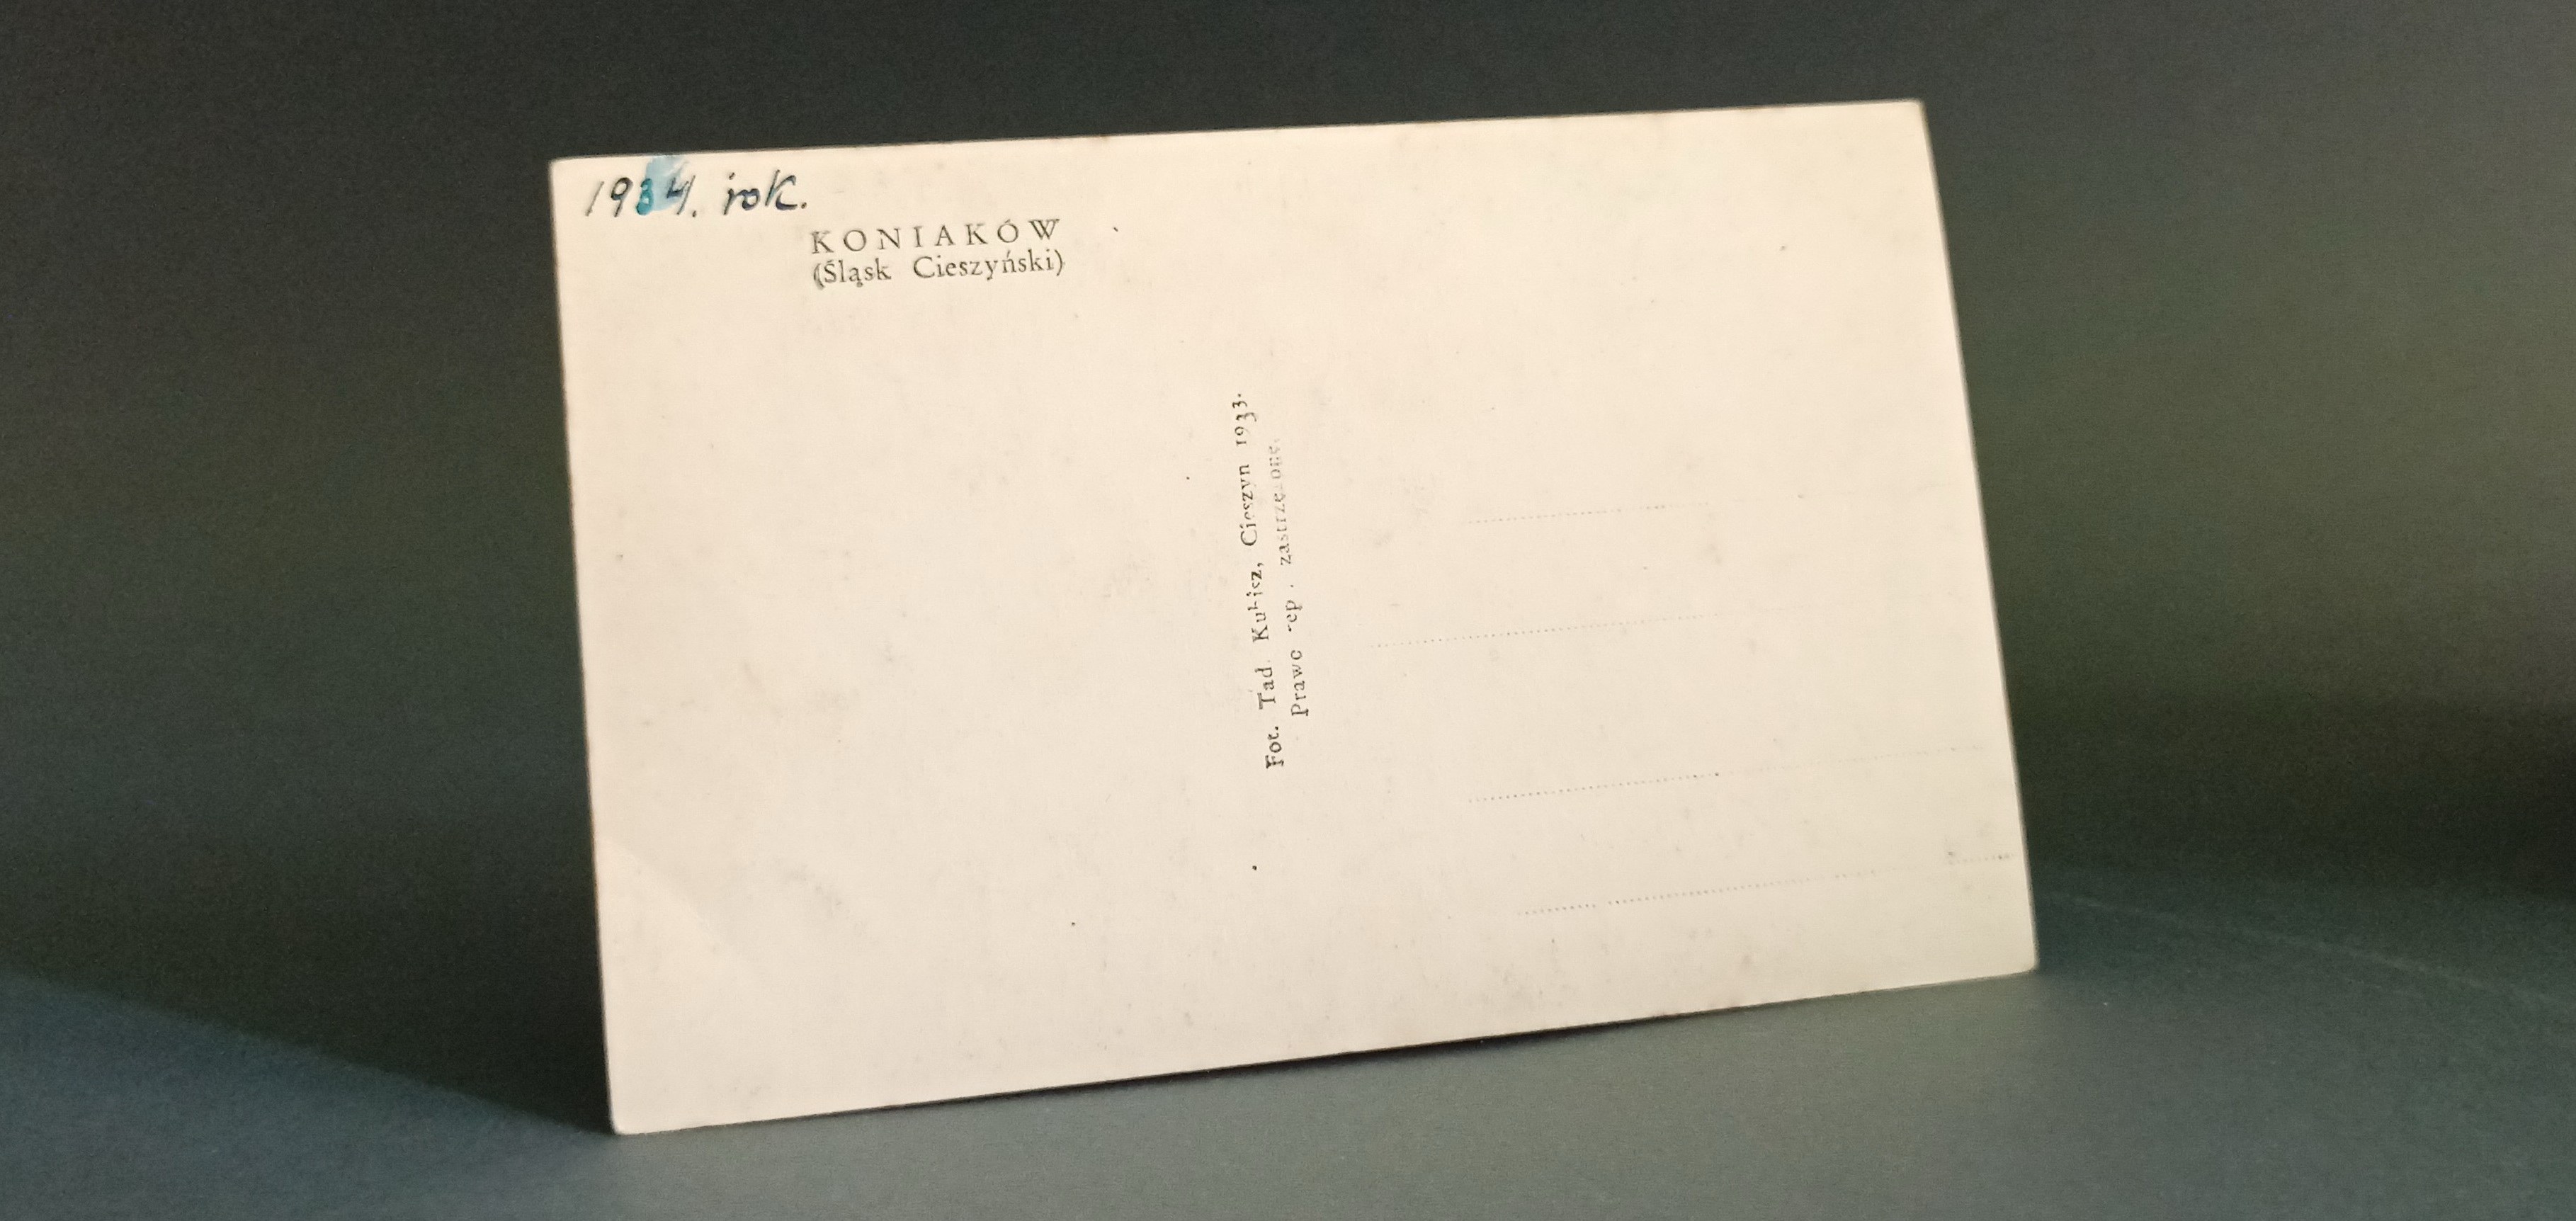 1934. rok.
KONIAKÓW
(Śląsk Cieszyński)
Fot. Tad. Kubisz, Cieszyn 1933.
Prawo rep. zastrzeżone.